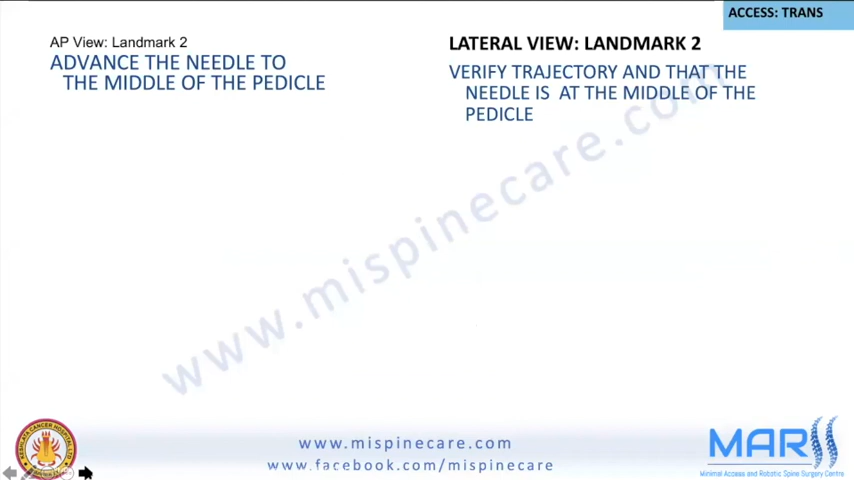 ACCESS: TRANS
AP View: Landmark 2
ADVANCE THE NEEDLE TO
THE MIDDLE OF THE PEDICLE
LATERAL VIEW: LANDMARK 2
VERIFY TRAJECTORY AND THAT THE
NEEDLE IS AT THE MIDDLE OF THE
PEDICLE
www.mispinecare.com
www.mispinecare.com
www.facebook.com/mispinecare
MAR
Minimal Access and Robotic Spine Surgery Centre